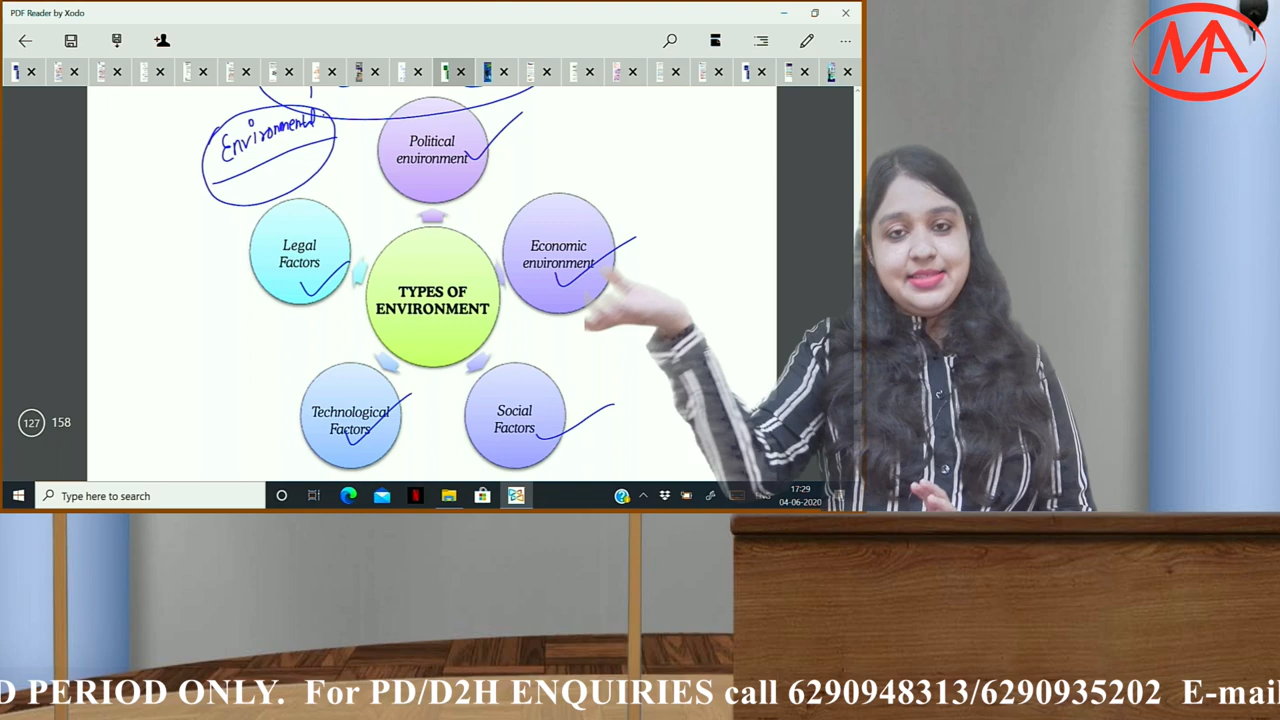 PDF Reader by Xodo
Environmental
Political
environment
Legal
Factors
Economic
environment
TYPES OF
ENVIRONMENT
Technological
Factors
Social
Factors
127 158
Type here to search
17:29
04-06-2020
MA
D PERIOD ONLY. For PD/D2H ENQUIRIES call 6290948313/6290935202 E-mail